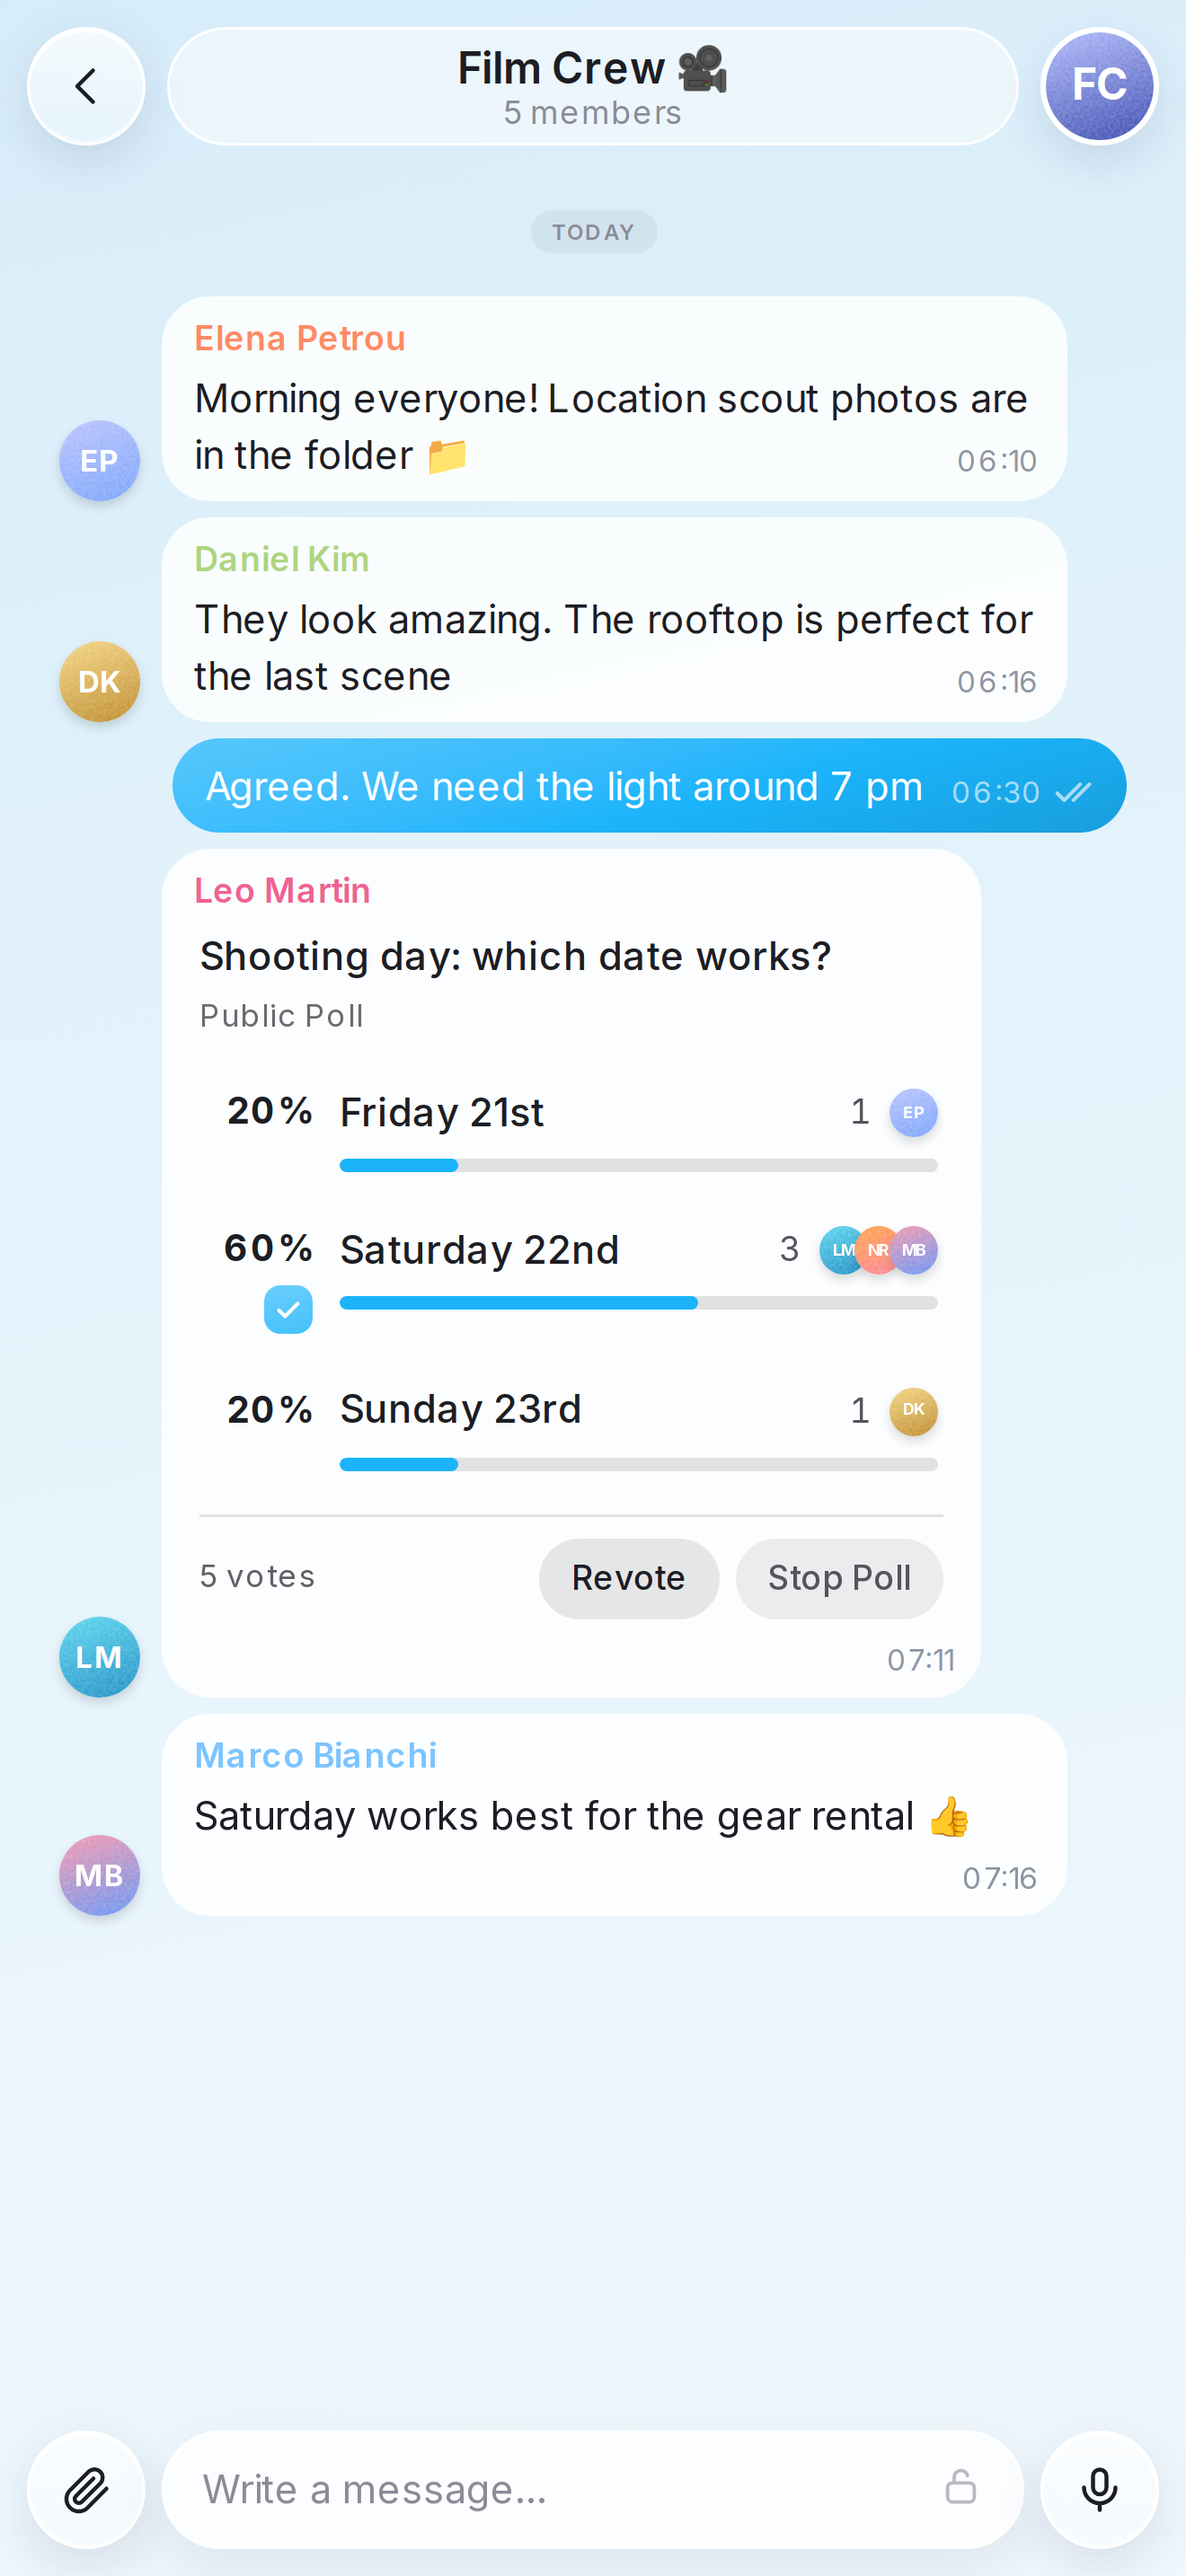 Film Crew 🎥
5 members
FC
TODAY
Elena Petrou
Morning everyone! Location scout photos are
in the folder 📁
06:10
EP
Daniel Kim
They look amazing. The rooftop is perfect for
the last scene
06:16
DK
Agreed. We need the light around 7 pm 06:30
Leo Martin
Shooting day: which date works?
Public Poll
20% Friday 21st 1 EP
60% Saturday 22nd 3 LM NR MB
20% Sunday 23rd 1 DK
5 votes Revote Stop Poll
07:11
LM
Marco Bianchi
Saturday works best for the gear rental 👍
07:16
MB
Write a message...